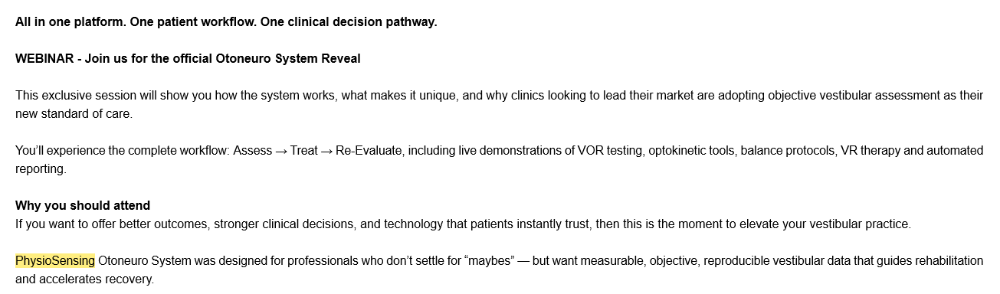 All in one platform. One patient workflow. One clinical decision pathway.
WEBINAR - Join us for the official Otoneuro System Reveal
This exclusive session will show you how the system works, what makes it unique, and why clinics looking to lead their market are adopting objective vestibular assessment as their
new standard of care.
You’ll experience the complete workflow: Assess → Treat → Re-Evaluate, including live demonstrations of VOR testing, optokinetic tools, balance protocols, VR therapy and automated
reporting.
Why you should attend
If you want to offer better outcomes, stronger clinical decisions, and technology that patients instantly trust, then this is the moment to elevate your vestibular practice.
PhysioSensing Otoneuro System was designed for professionals who don’t settle for “maybes” — but want measurable, objective, reproducible vestibular data that guides rehabilitation
and accelerates recovery.